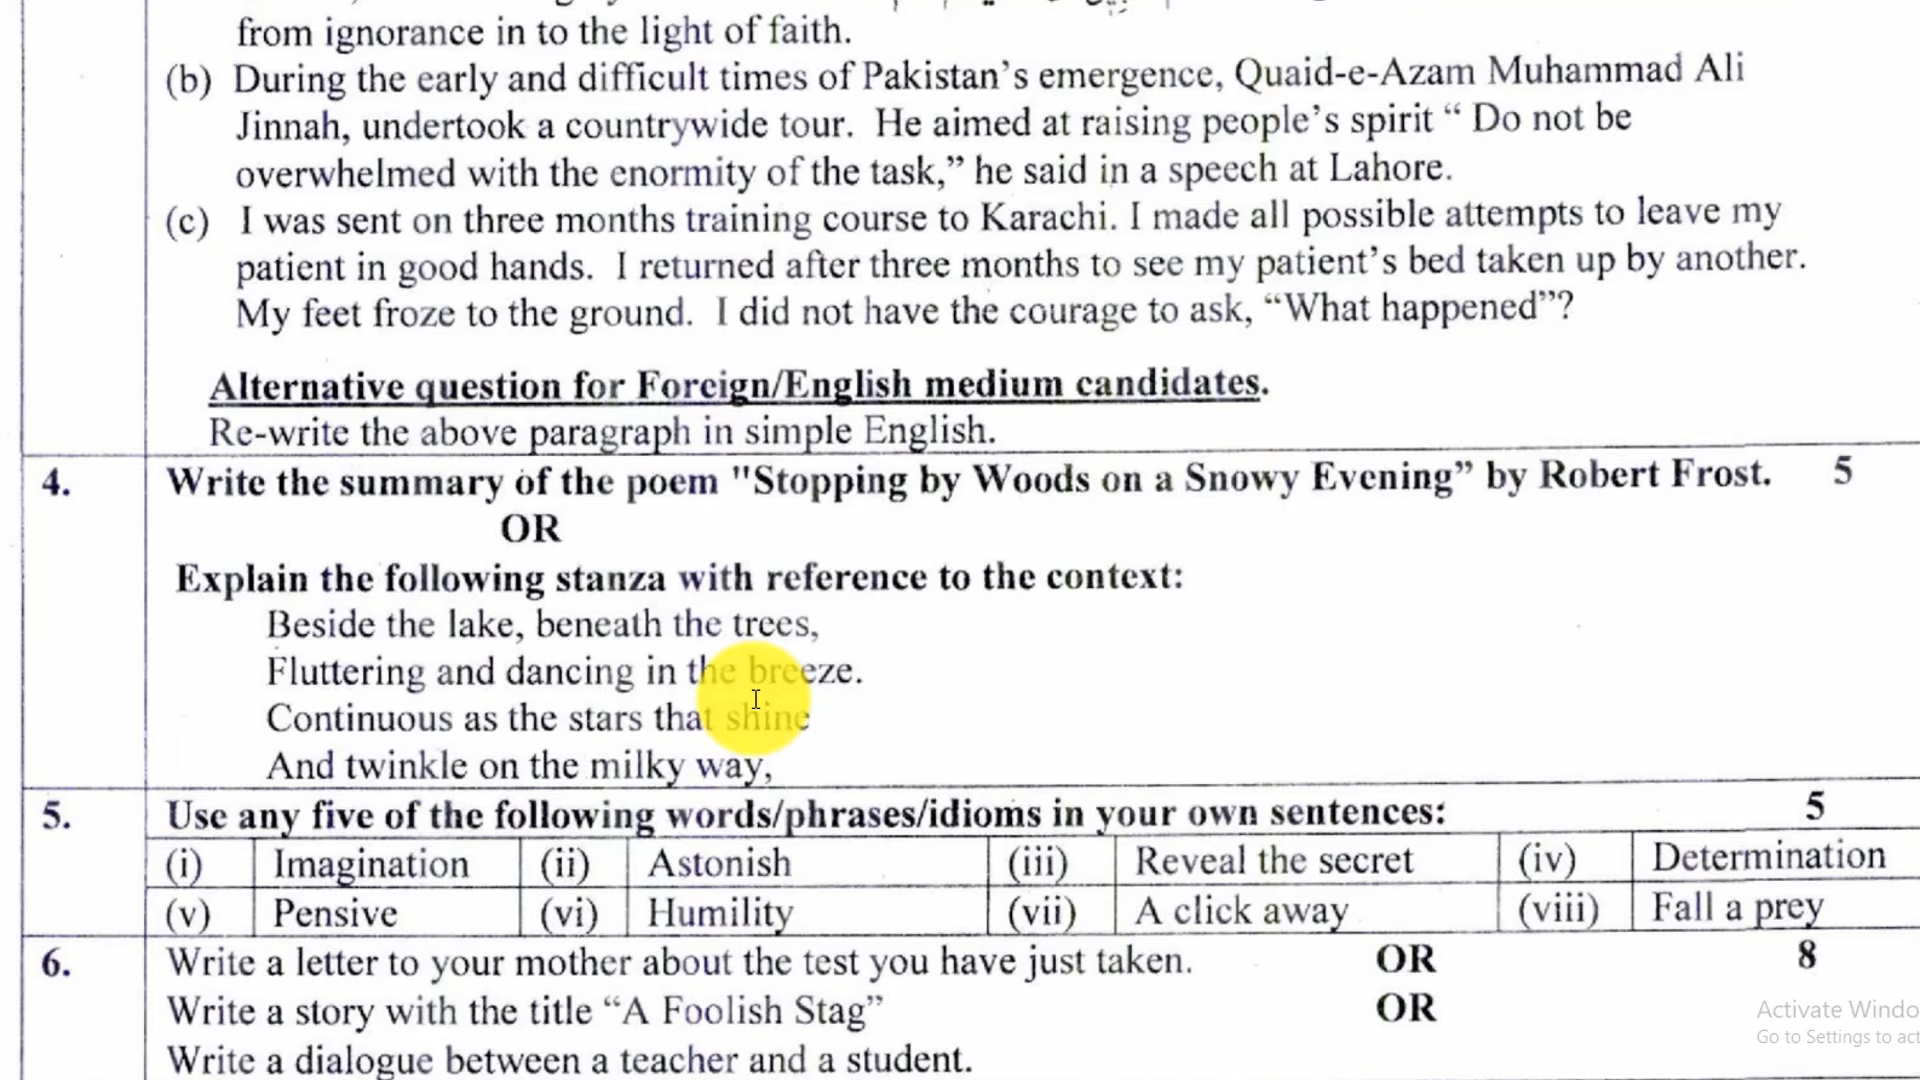 from ignorance in to the light of faith.
(b) During the early and difficult times of Pakistan's emergence, Quaid-e-Azam Muhammad Ali
Jinnah, undertook a countrywide tour. He aimed at raising people's spirit “ Do not be
overwhelmed with the enormity of the task,” he said in a speech at Lahore.
(c) I was sent on three months training course to Karachi. I made all possible attempts to leave my
patient in good hands. I returned after three months to see my patient's bed taken up by another.
My feet froze to the ground. I did not have the courage to ask, “What happened”?
Alternative question for Foreign/English medium candidates.
Re-write the above paragraph in simple English.
4. Write the summary of the poem "Stopping by Woods on a Snowy Evening” by Robert Frost. 5
OR
Explain the following stanza with reference to the context:
Beside the lake, beneath the trees,
Fluttering and dancing in the breeze.
Continuous as the stars that shine
And twinkle on the milky way,
5. Use any five of the following words/phrases/idioms in your own sentences: 5
(i) Imagination (ii) Astonish (iii) Reveal the secret (iv) Determination
(v) Pensive (vi) Humility (vii) A click away (viii) Fall a prey
6. Write a letter to your mother about the test you have just taken. OR 8
Write a story with the title “A Foolish Stag” OR
Write a dialogue between a teacher and a student.
Activate Windo
Go to Settings to act